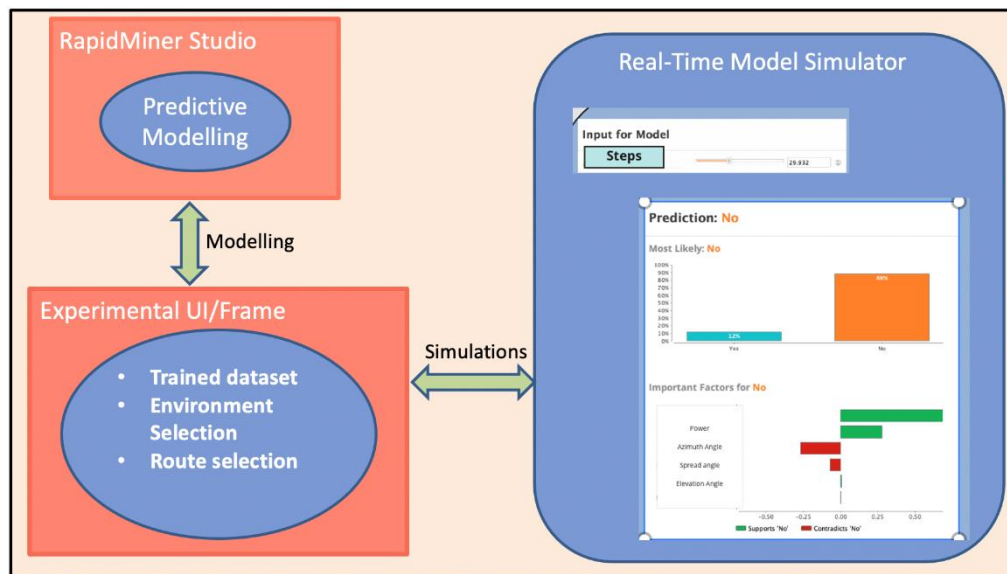 RapidMiner Studio
Predictive
Modelling
Modelling
Experimental UI/Frame
• Trained dataset
• Environment
Selection
• Route selection
Simulations
Real-Time Model Simulator
Input for Model
Steps
29.932
Prediction: No
Most Likely: No
100%
90%
80%
70%
60%
50%
40%
30%
20%
10%
0%
12%
88%
Yes
No
Important Factors for No
Power
Azimuth Angle
Spread angle
Elevation Angle
−0.50
−0.25
0.00
0.25
0.50
Supports 'No'
Contradicts 'No'